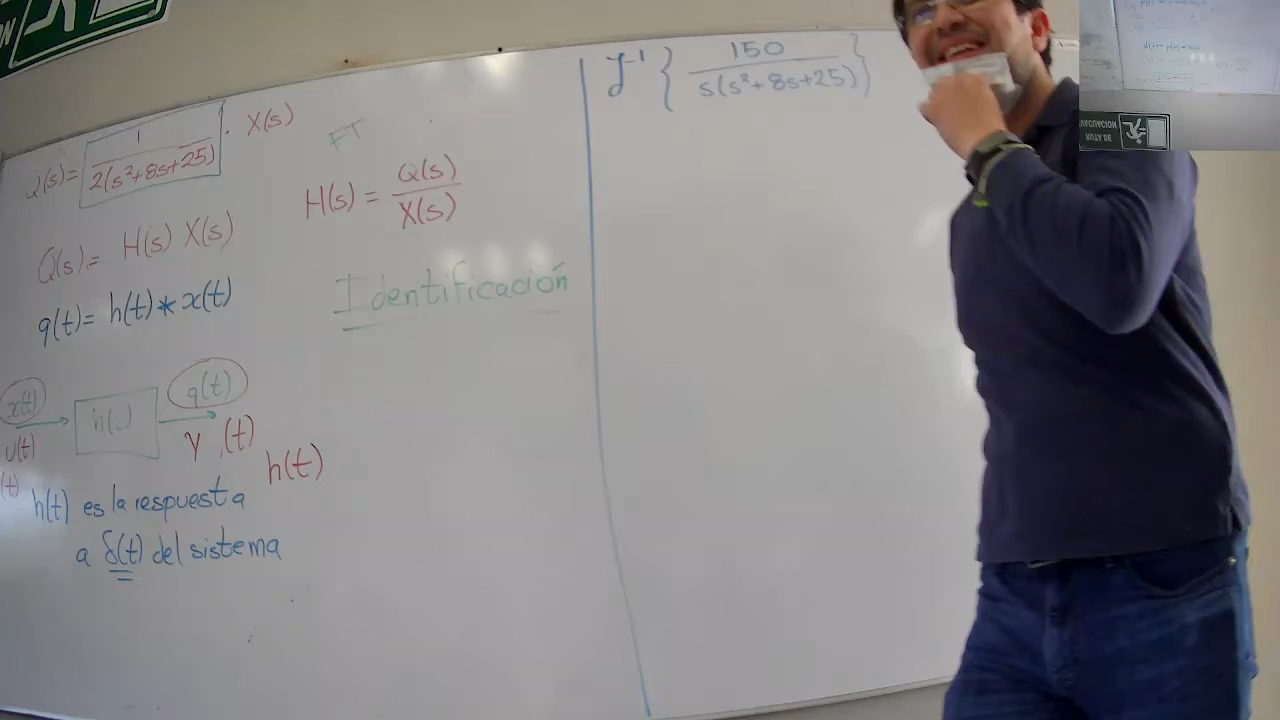 (s)= 1/2(s²+8s+25) · X(s)
Q(s)= H(s) X(s)
q(t)= h(t)*x(t)
x(t)
h(.)
q(t)
u(t)
y (t)
(t)
h(t)
h(t) es la respuesta
a δ(t) del sistema
FT
H(s) = Q(s)/X(s)
Identificación
ℒ⁻¹ { 150/s(s²+8s+25) }